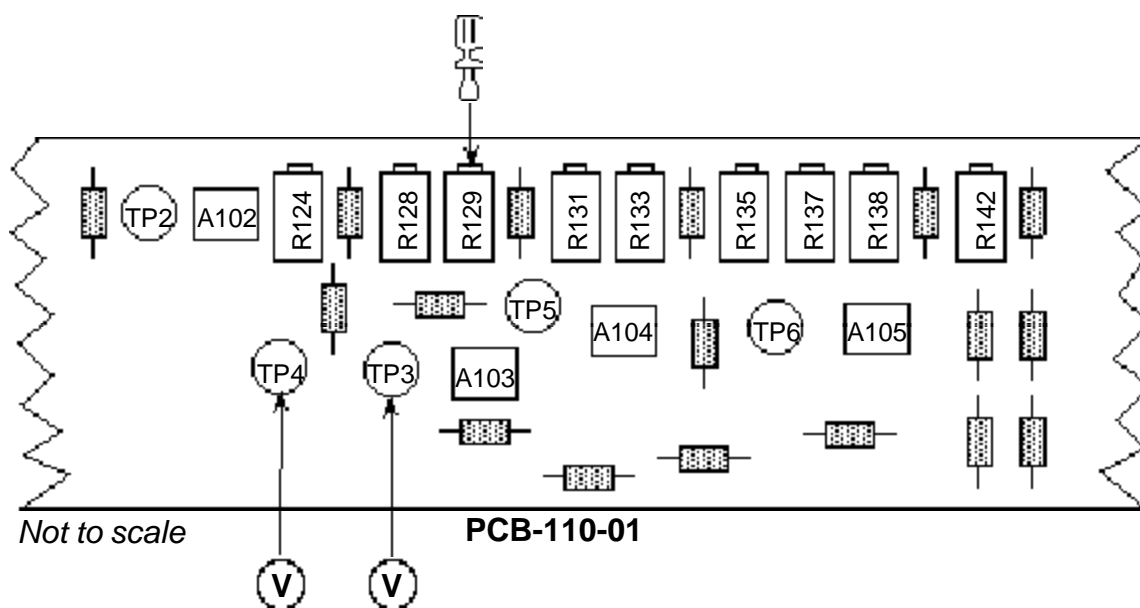 TP2 A102 R124 R128 R129 R131 R133 R135 R137 R138 R142
TP5 A104 TP6 A105
TP4 TP3 A103
Not to scale PCB-110-01
V V